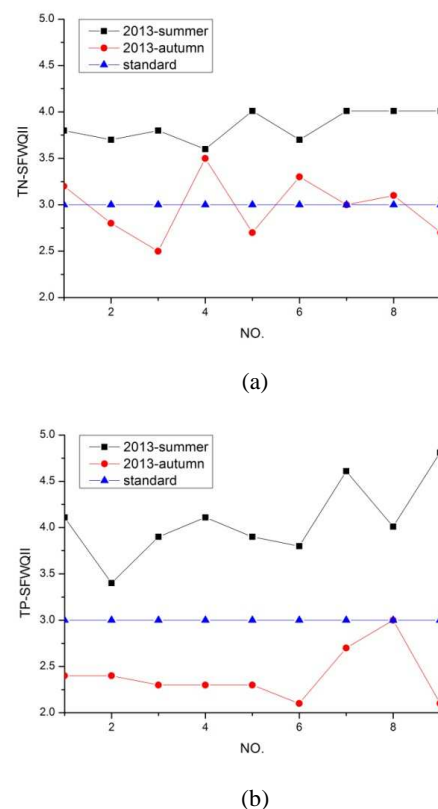 5.0
2013-summer
2013-autumn
standard
4.5
4.0
3.5
3.0
2.5
2.0
TN-SFWQII
2 4 6 8
NO.
(a)
5.0
2013-summer
2013-autumn
standard
4.5
4.0
3.5
3.0
2.5
2.0
TP-SFWQII
2 4 6 8
NO.
(b)